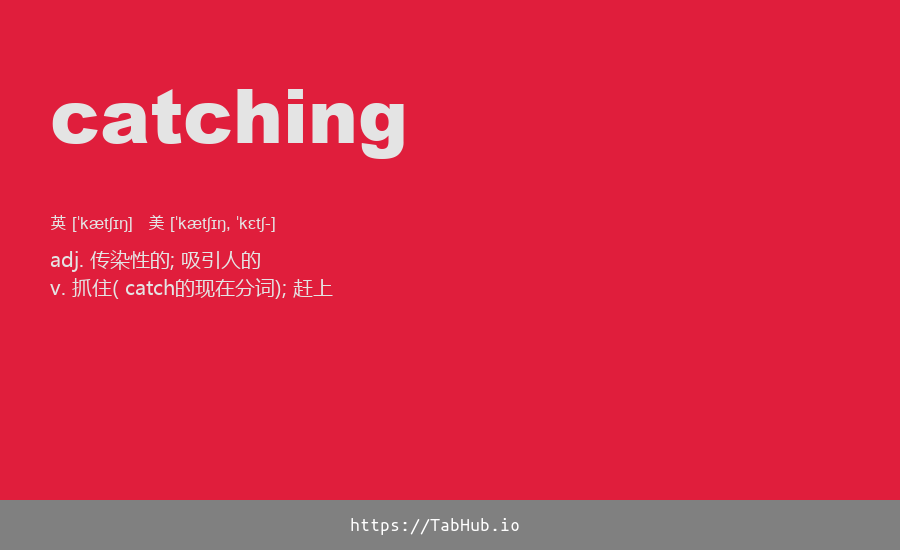 catching
英 [ˈkætʃɪŋ] 美 [ˈkætʃɪŋ, ˈkɛtʃ-]
adj. 传染性的; 吸引人的
v. 抓住( catch的现在分词); 赶上
https://TabHub.io